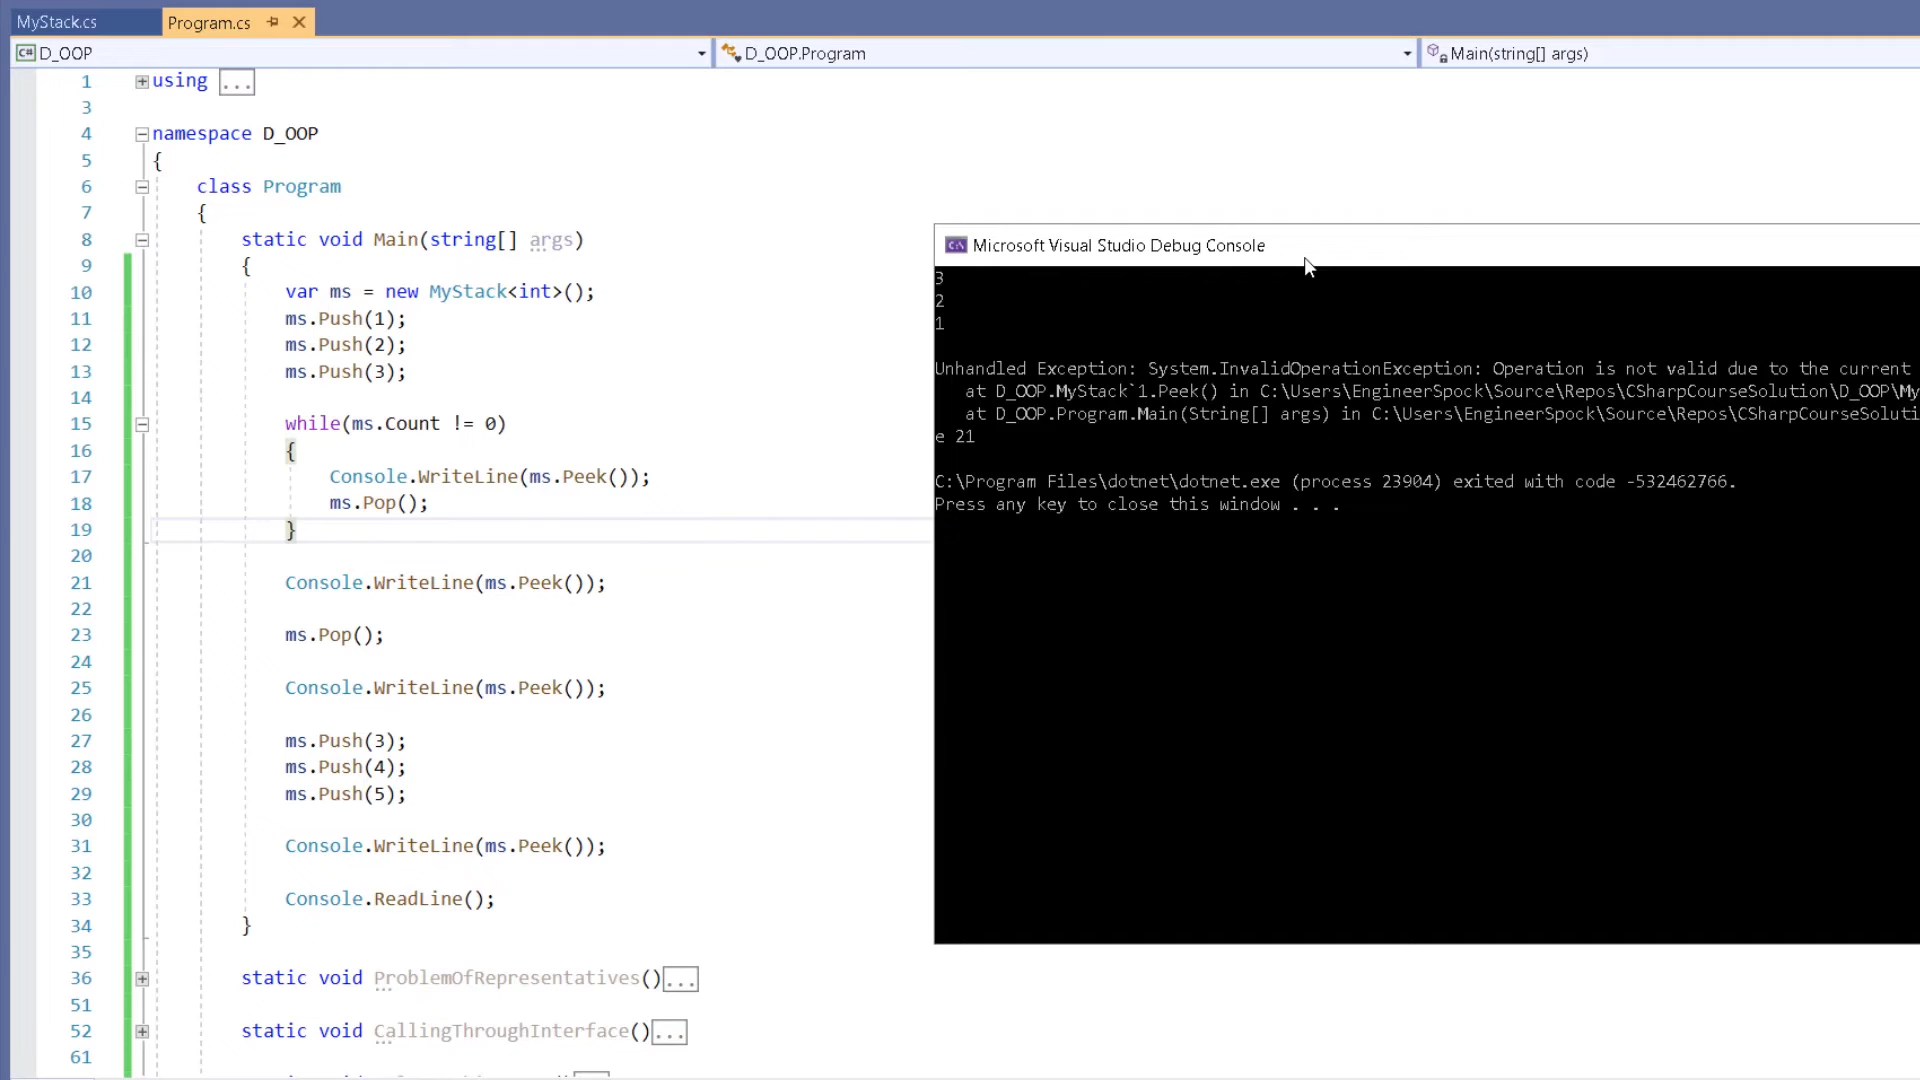 MyStack.cs
Program.cs
C# D_OOP
D_OOP.Program
Main(string[] args)
1 using ...
3
4 namespace D_OOP
5 {
6 class Program
7 {
8 static void Main(string[] args)
9 {
10 var ms = new MyStack<int>();
11 ms.Push(1);
12 ms.Push(2);
13 ms.Push(3);
14
15 while(ms.Count != 0)
16 {
17 Console.WriteLine(ms.Peek());
18 ms.Pop();
19 }
20
21 Console.WriteLine(ms.Peek());
22
23 ms.Pop();
24
25 Console.WriteLine(ms.Peek());
26
27 ms.Push(3);
28 ms.Push(4);
29 ms.Push(5);
30
31 Console.WriteLine(ms.Peek());
32
33 Console.ReadLine();
34 }
35
36 static void ProblemOfRepresentatives()...
51
52 static void CallingThroughInterface()...
61
Microsoft Visual Studio Debug Console
3
2
1
Unhandled Exception: System.InvalidOperationException: Operation is not valid due to the current
at D_OOP.MyStack`1.Peek() in C:\Users\EngineerSpock\Source\Repos\CSharpCourseSolution\D_OOP\My
at D_OOP.Program.Main(String[] args) in C:\Users\EngineerSpock\Source\Repos\CSharpCourseSoluti
e 21
C:\Program Files\dotnet\dotnet.exe (process 23904) exited with code -532462766.
Press any key to close this window . . .